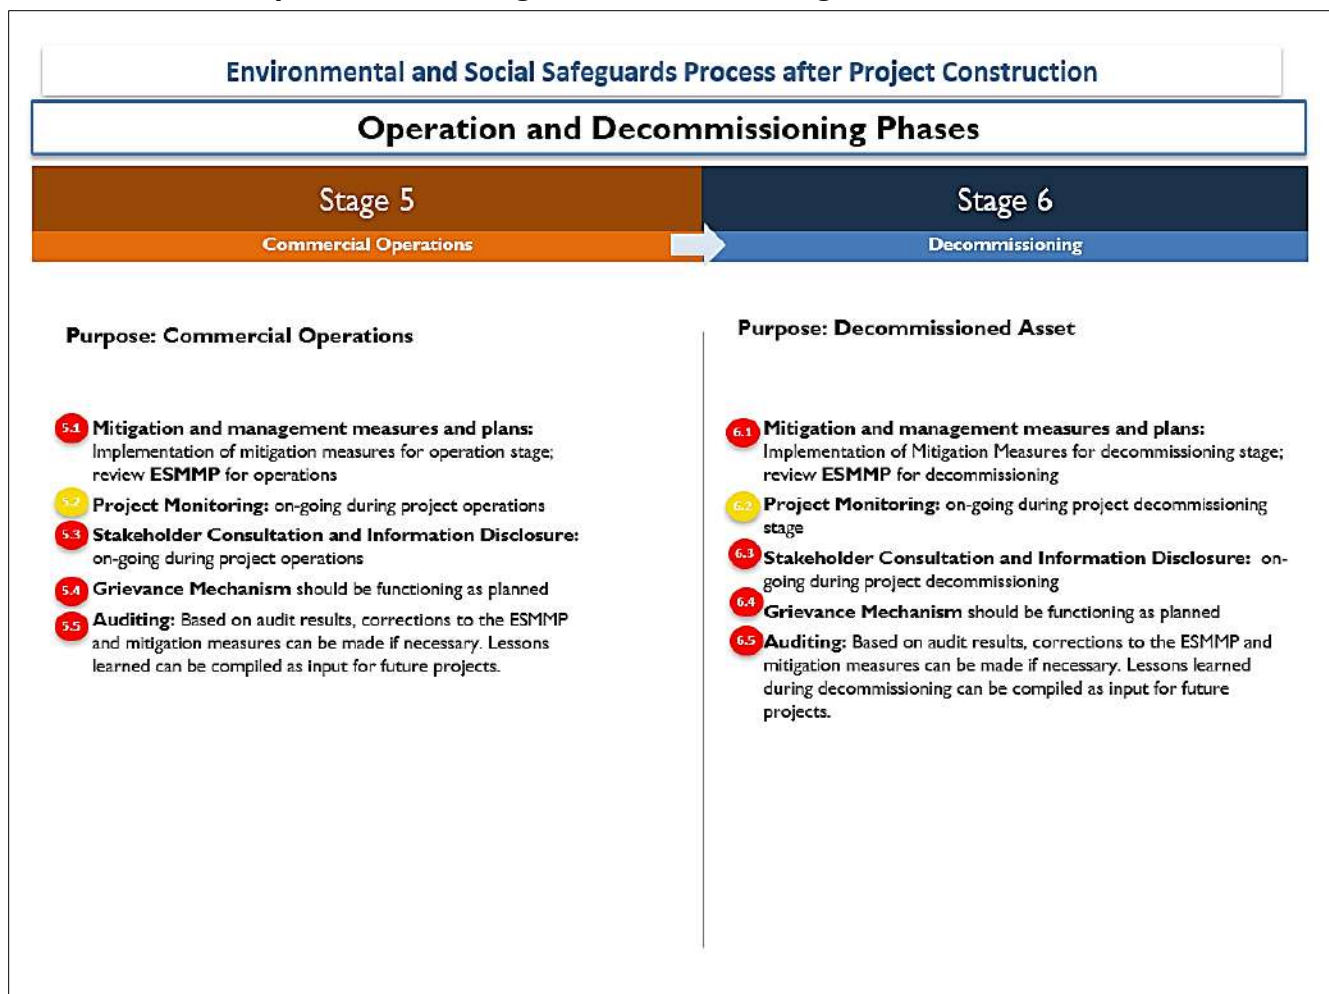 Environmental and Social Safeguards Process after Project Construction
Operation and Decommissioning Phases
Stage 5
Stage 6
Commercial Operations
Decommissioning
Purpose: Commercial Operations
5.1 Mitigation and management measures and plans:
Implementation of mitigation measures for operation stage;
review ESMMP for operations
5.2 Project Monitoring: on-going during project operations
5.3 Stakeholder Consultation and Information Disclosure:
on-going during project operations
5.4 Grievance Mechanism should be functioning as planned
5.5 Auditing: Based on audit results, corrections to the ESMMP
and mitigation measures can be made if necessary. Lessons
learned can be compiled as input for future projects.
Purpose: Decommissioned Asset
6.1 Mitigation and management measures and plans:
Implementation of Mitigation Measures for decommissioning stage;
review ESMMP for decommissioning
6.2 Project Monitoring: on-going during project decommissioning
stage
6.3 Stakeholder Consultation and Information Disclosure: on-
going during project decommissioning
6.4 Grievance Mechanism should be functioning as planned
6.5 Auditing: Based on audit results, corrections to the ESMMP and
mitigation measures can be made if necessary. Lessons learned
during decommissioning can be compiled as input for future
projects.